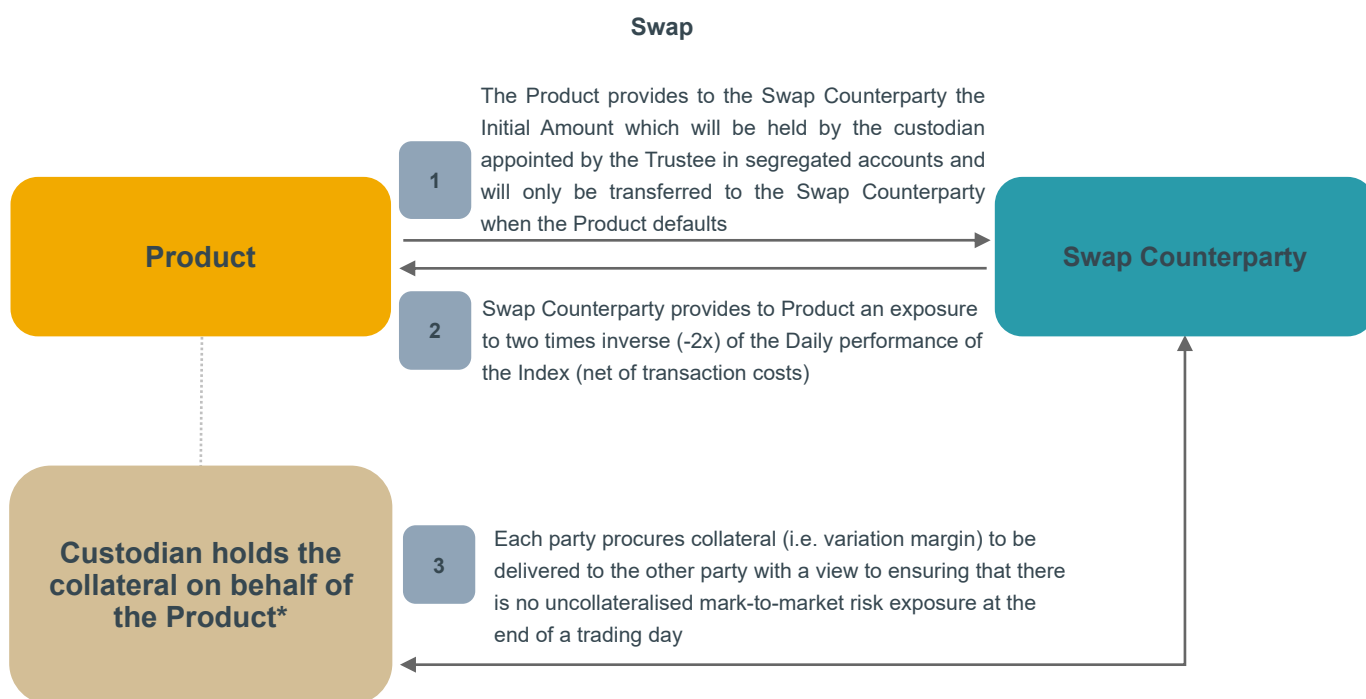 Swap
The Product provides to the Swap Counterparty the
Initial Amount which will be held by the custodian
appointed by the Trustee in segregated accounts and
will only be transferred to the Swap Counterparty
when the Product defaults
1
Product
Swap Counterparty
2
Swap Counterparty provides to Product an exposure
to two times inverse (-2x) of the Daily performance of
the Index (net of transaction costs)
Custodian holds the
collateral on behalf of
the Product*
3
Each party procures collateral (i.e. variation margin) to be
delivered to the other party with a view to ensuring that there
is no uncollateralised mark-to-market risk exposure at the
end of a trading day